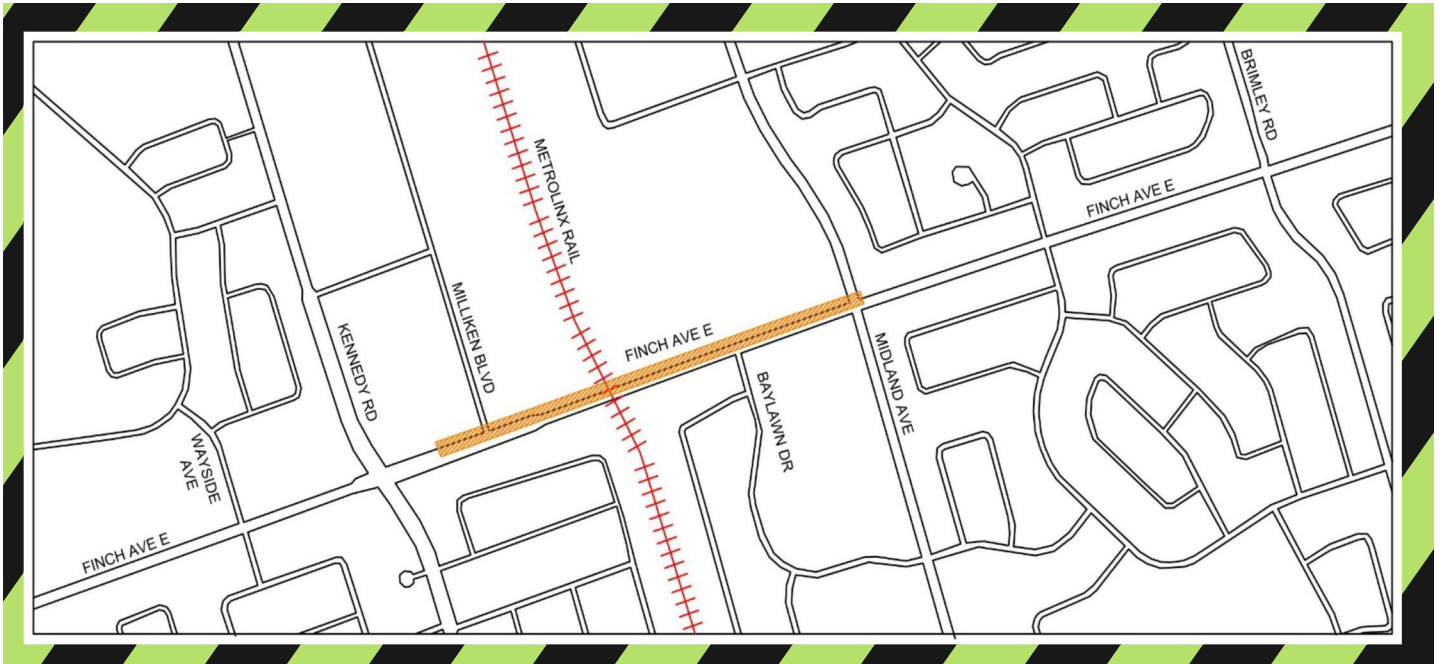 BRIMLEY RD
METROLINX RAIL
FINCH AVE E
MILLIKEN BLVD
KENNEDY RD
FINCH AVE E
MIDLAND AVE
BAYLAWN DR
WAYSIDE
AVE
FINCH AVE E